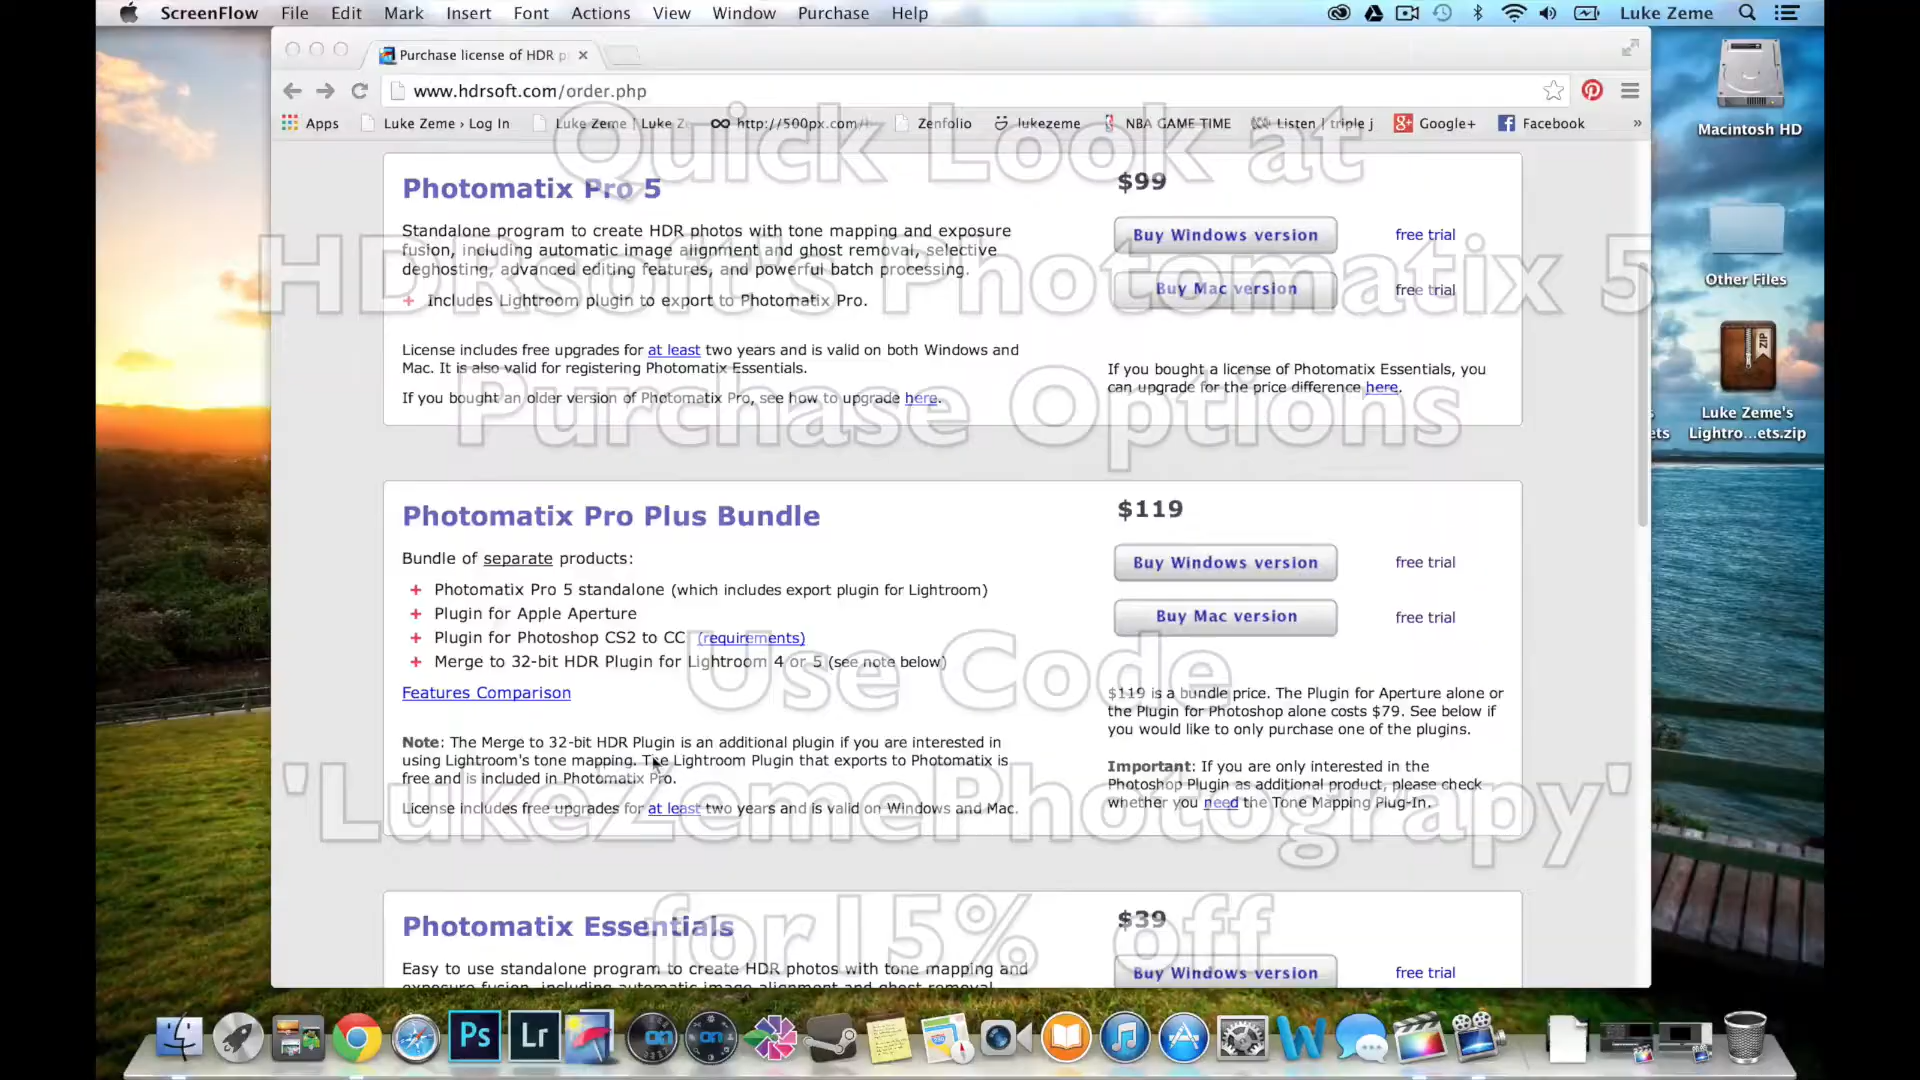 ScreenFlow File Edit Mark Insert Font Actions View Window Purchase Help Luke Zeme
Purchase license of HDR p
www.hdrsoft.com/order.php
Apps Luke Zeme › Log In Luke Zeme | Luke Z http://500px.com/ Zenfolio lukezeme NBA GAME TIME Listen | triple j Google+ Facebook »
Quick Look at
HDRsoft's Photomatix 5
Purchase Options
Use Code
'LukeZemePhotograpy'
for15% off
Photomatix Pro 5
$99
Standalone program to create HDR photos with tone mapping and exposure
fusion, including automatic image alignment and ghost removal, selective
deghosting, advanced editing features, and powerful batch processing.
+ Includes Lightroom plugin to export to Photomatix Pro.
Buy Windows version free trial
Buy Mac version free trial
License includes free upgrades for at least two years and is valid on both Windows and
Mac. It is also valid for registering Photomatix Essentials.
If you bought an older version of Photomatix Pro, see how to upgrade here.
If you bought a license of Photomatix Essentials, you
can upgrade for the price difference here.
Photomatix Pro Plus Bundle
$119
Bundle of separate products:
+ Photomatix Pro 5 standalone (which includes export plugin for Lightroom)
+ Plugin for Apple Aperture
+ Plugin for Photoshop CS2 to CC (requirements)
+ Merge to 32-bit HDR Plugin for Lightroom 4 or 5 (see note below)
Features Comparison
Buy Windows version free trial
Buy Mac version free trial
Note: The Merge to 32-bit HDR Plugin is an additional plugin if you are interested in
using Lightroom's tone mapping. The Lightroom Plugin that exports to Photomatix is
free and is included in Photomatix Pro.
License includes free upgrades for at least two years and is valid on Windows and Mac.
$119 is a bundle price. The Plugin for Aperture alone or
the Plugin for Photoshop alone costs $79. See below if
you would like to only purchase one of the plugins.
Important: If you are only interested in the
Photoshop Plugin as additional product, please check
whether you need the Tone Mapping Plug-In.
Photomatix Essentials
$39
Easy to use standalone program to create HDR photos with tone mapping and
exposure fusion, including automatic image alignment and ghost removal.
Buy Windows version free trial
Macintosh HD
Other Files
ZIP
Luke Zeme's
Lightro...ets.zip
ets
Ps
Lr
on
on